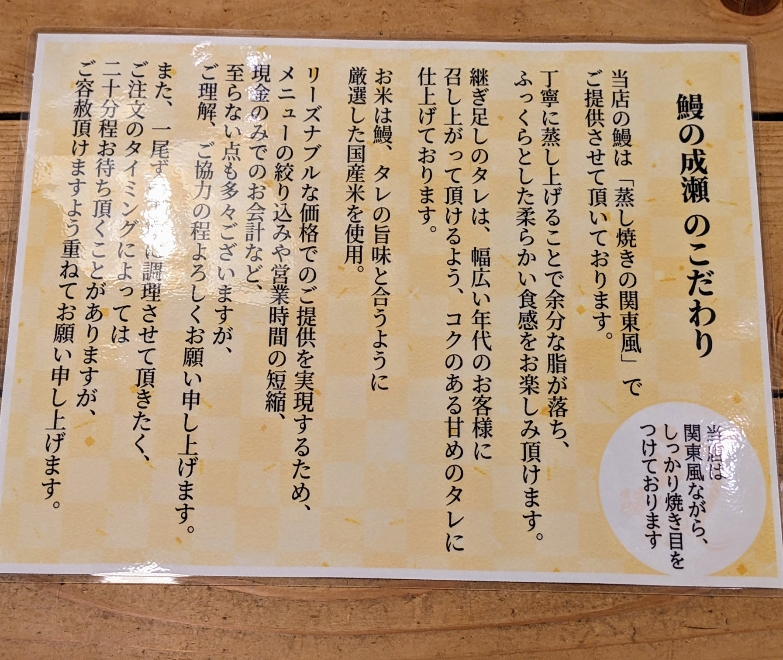 鰻の成瀬 のこだわり
当店の鰻は「蒸し焼きの関東風」で
ご提供させて頂いております。
丁寧に蒸し上げることで余分な脂が落ち、
ふっくらとした柔らかい食感をお楽しみ頂けます。
継ぎ足しのタレは、幅広い年代のお客様に
召し上がって頂けるよう、コクのある甘めのタレに
仕上げております。
お米は鰻、タレの旨味と合うように
厳選した国産米を使用。
リーズナブルな価格でのご提供を実現するため、
メニューの絞り込みや営業時間の短縮、
現金のみでのお会計など、
至らない点も多々ございますが、
ご理解、ご協力の程よろしくお願い申し上げます。
また、一尾ず 調理させて頂きたく、
ご注文のタイミングによっては
二十分程お待ち頂くことがありますが、
ご容赦頂けますよう重ねてお願い申し上げます。
当店は
関東風ながら、
しっかり焼き目を
つけております